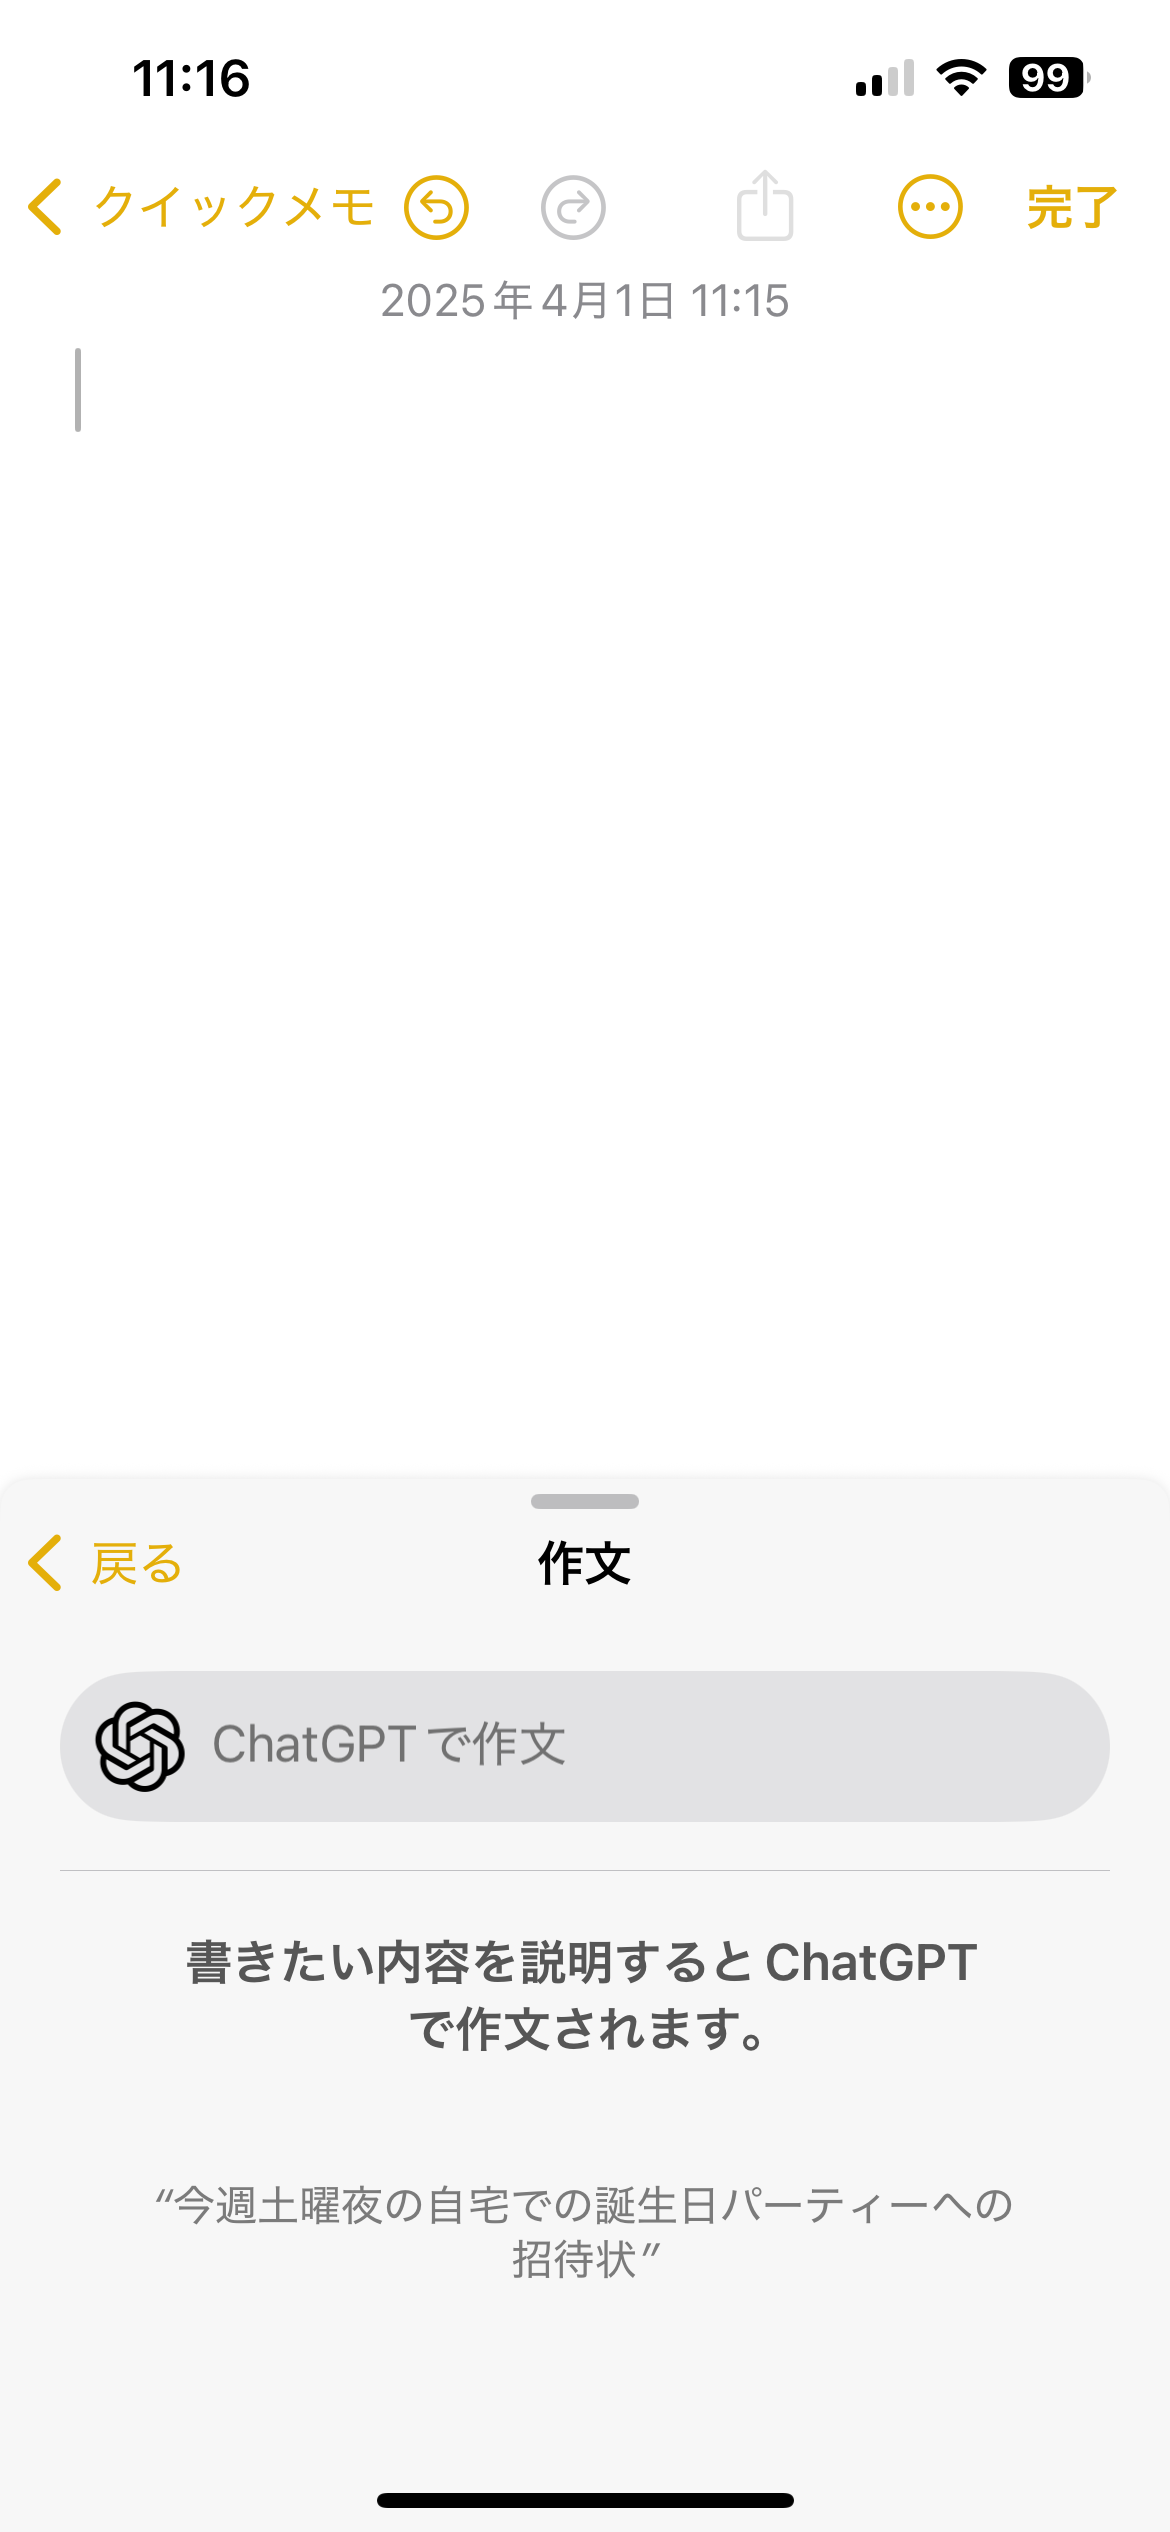 11:16
99
クイックメモ
完了
2025年4月1日 11:15
戻る
作文
ChatGPTで作文
書きたい内容を説明するとChatGPT
で作文されます。
“今週土曜夜の自宅での誕生日パーティーへの
招待状”